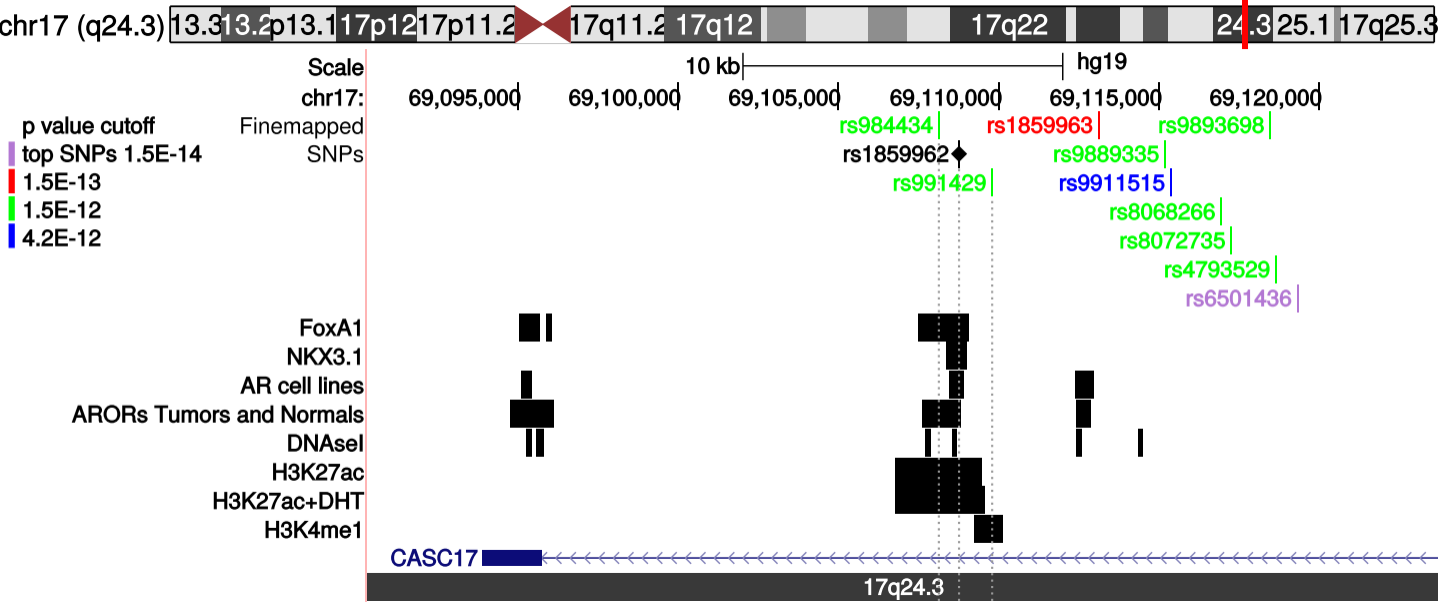 chr17 (q24.3) 13.3 13.2 p13.1 17p12 17p11.2 17q11.2 17q12 17q22 24.3 25.1 17q25.3
Scale 10 kb hg19
chr17: 69,095,000 69,100,000 69,105,000 69,110,000 69,115,000 69,120,000
p value cutoff Finemapped rs984434 rs1859963 rs9893698
top SNPs 1.5E-14 SNPs rs1859962 rs9889335
1.5E-13 rs991429 rs9911515
1.5E-12 rs8068266
4.2E-12 rs8072735
rs4793529
rs6501436
FoxA1
NKX3.1
AR cell lines
ARORs Tumors and Normals
DNAseI
H3K27ac
H3K27ac+DHT
H3K4me1
CASC17
17q24.3